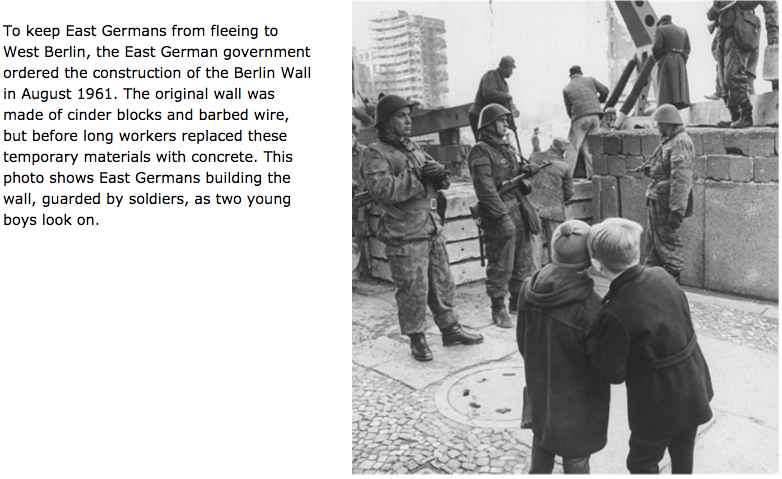 To keep East Germans from fleeing to
West Berlin, the East German government
ordered the construction of the Berlin Wall
in August 1961. The original wall was
made of cinder blocks and barbed wire,
but before long workers replaced these
temporary materials with concrete. This
photo shows East Germans building the
wall, guarded by soldiers, as two young
boys look on.